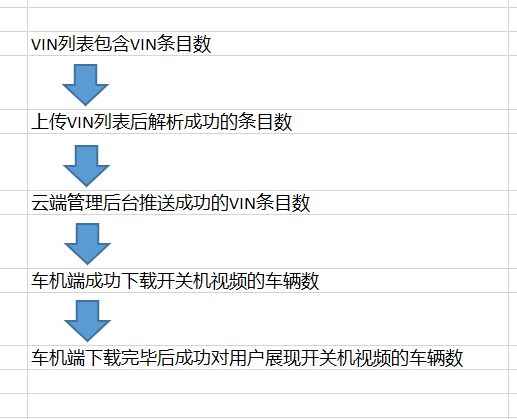 VIN列表包含VIN条目数
上传VIN列表后解析成功的条目数
云端管理后台推送成功的VIN条目数
车机端成功下载开关机视频的车辆数
车机端下载完毕后成功对用户展现开关机视频的车辆数